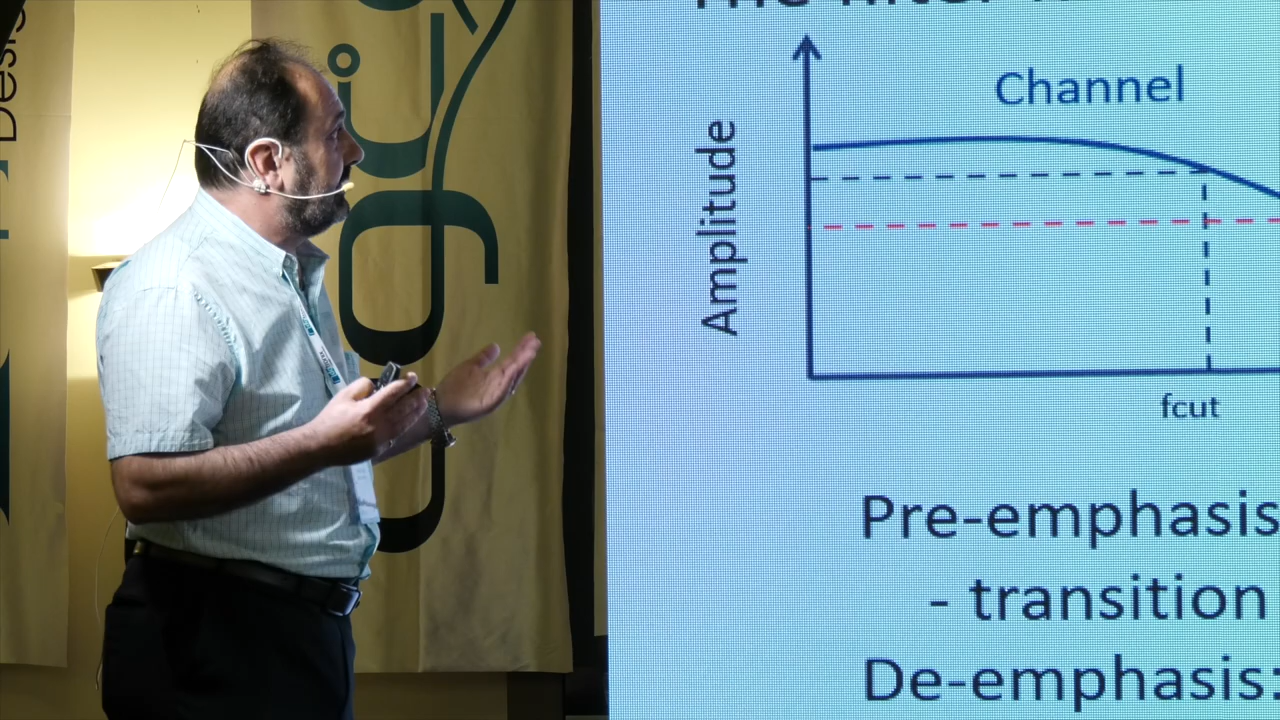 Channel
Amplitude
fcut
Pre-emphasis
- transition
De-emphasis: